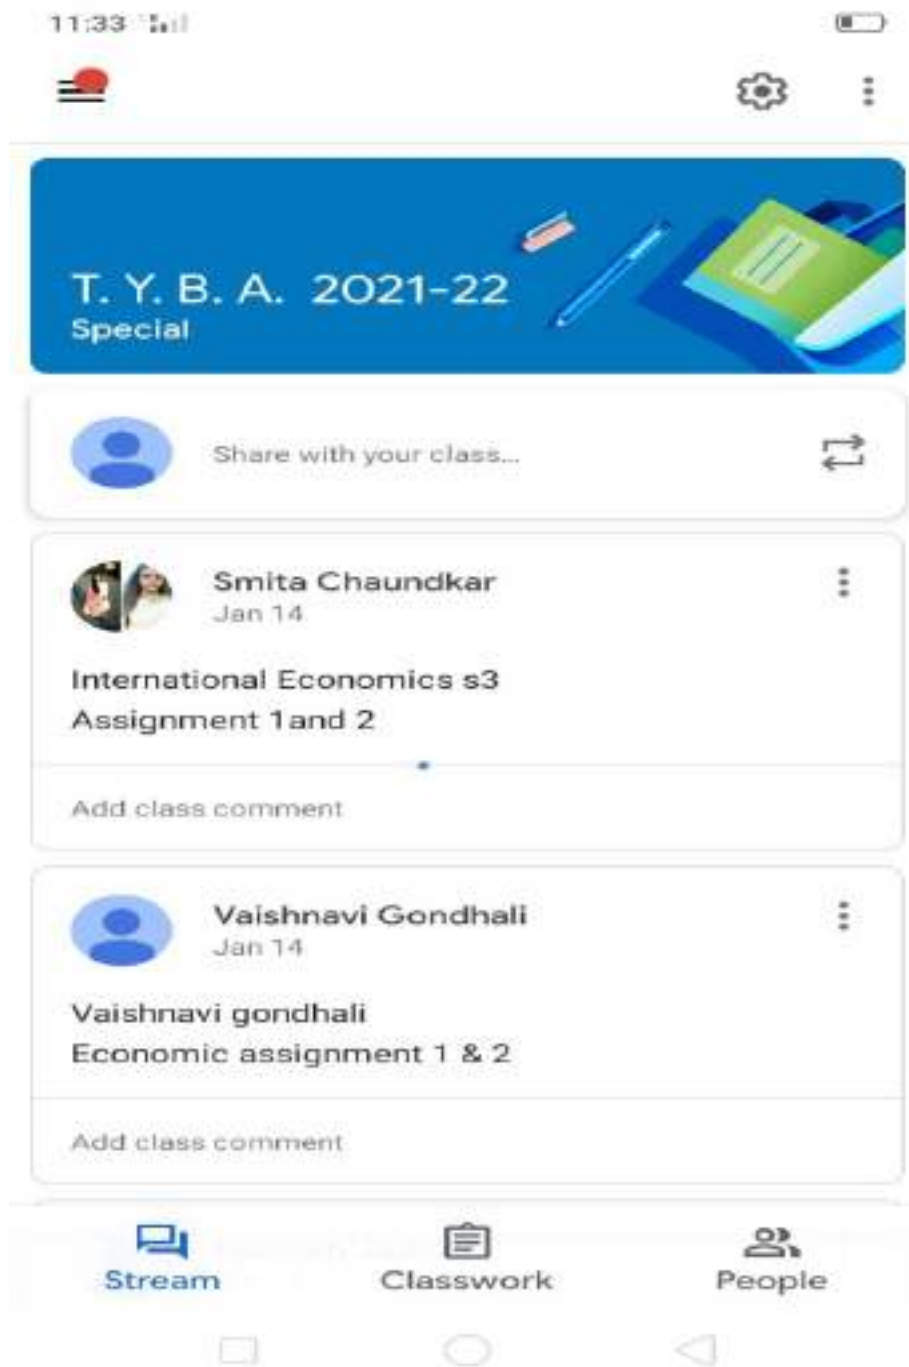 11:33
T. Y. B. A. 2021-22
Special
Share with your class...
Smita Chaundkar
Jan 14
International Economics s3
Assignment 1and 2
Add class comment
Vaishnavi Gondhali
Jan 14
Vaishnavi gondhali
Economic assignment 1 & 2
Add class comment
Stream
Classwork
People